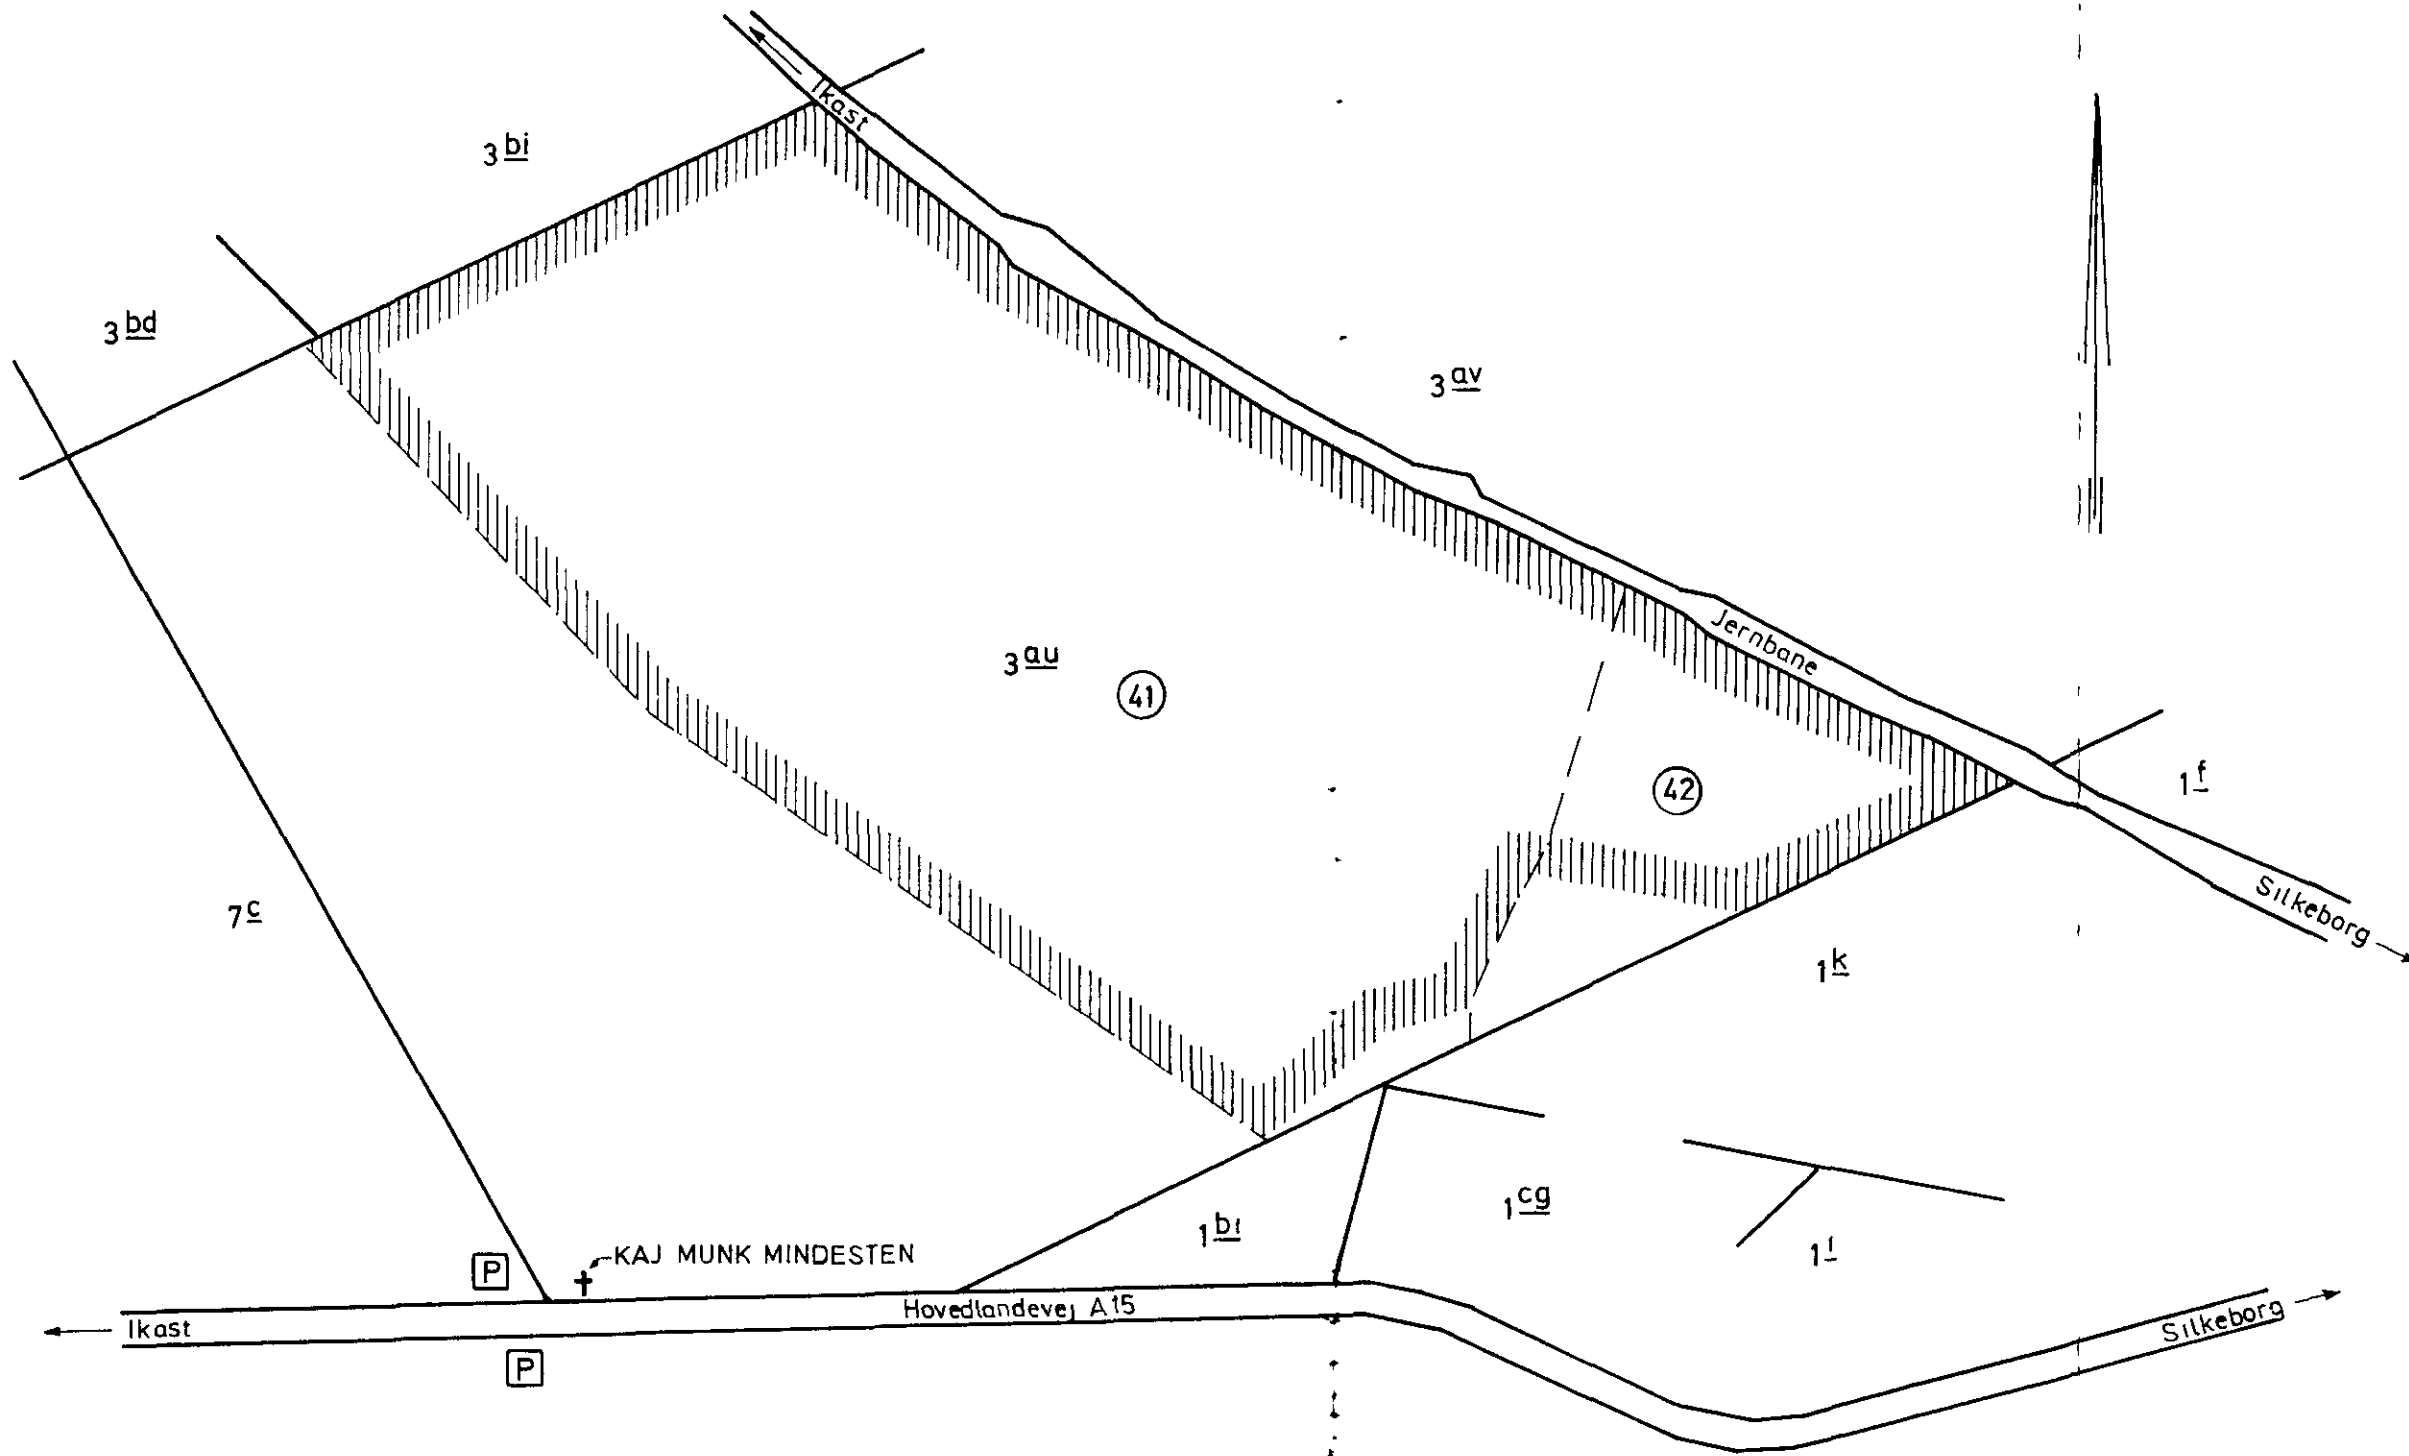 Ikast
3 bi
3 bd
3 av
3 au
41
Jernbane
42
1 f
7 c
Silkeborg
1 k
1 cg
1 bi
1 i
KAJ MUNK MINDESTEN
P
Hovedlandevej A15
Ikast
Silkeborg
P